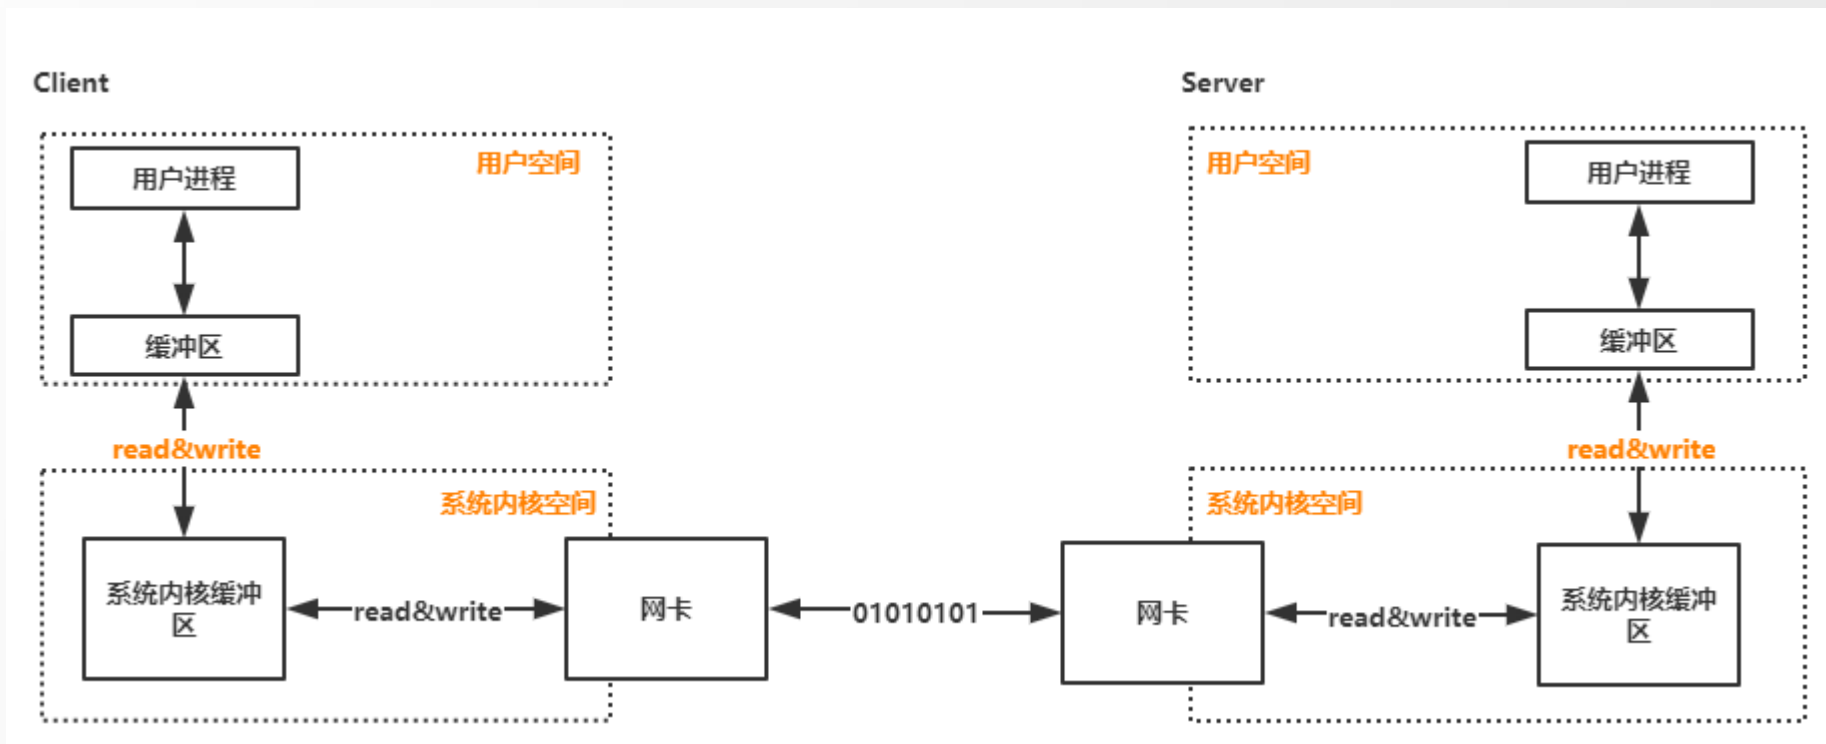 Client
Server
用户进程
用户空间
用户空间
用户进程
缓冲区
缓冲区
read&write
read&write
系统内核空间
系统内核空间
系统内核缓冲
区
read&write
网卡
01010101
网卡
read&write
系统内核缓冲
区